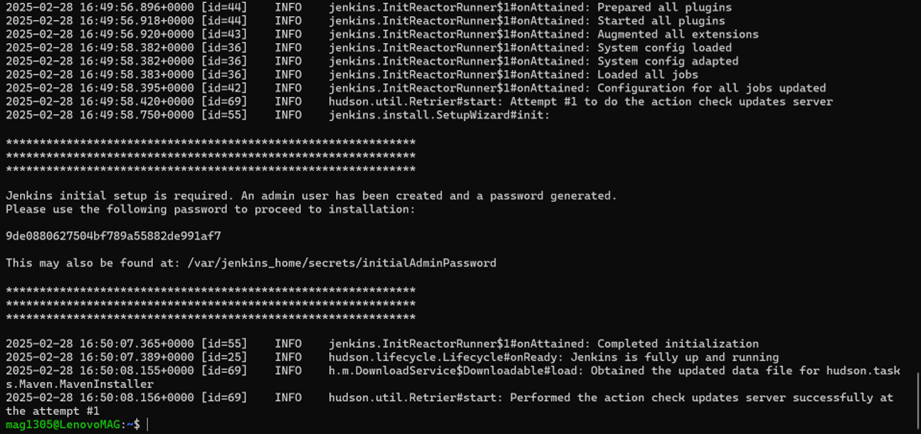 2025-02-28 16:49:56.896+0000 [id=44]    INFO    jenkins.InitReactorRunner$1#onAttained: Prepared all plugins
2025-02-28 16:49:56.918+0000 [id=44]    INFO    jenkins.InitReactorRunner$1#onAttained: Started all plugins
2025-02-28 16:49:56.920+0000 [id=43]    INFO    jenkins.InitReactorRunner$1#onAttained: Augmented all extensions
2025-02-28 16:49:58.382+0000 [id=36]    INFO    jenkins.InitReactorRunner$1#onAttained: System config loaded
2025-02-28 16:49:58.382+0000 [id=36]    INFO    jenkins.InitReactorRunner$1#onAttained: System config adapted
2025-02-28 16:49:58.383+0000 [id=36]    INFO    jenkins.InitReactorRunner$1#onAttained: Loaded all jobs
2025-02-28 16:49:58.395+0000 [id=42]    INFO    jenkins.InitReactorRunner$1#onAttained: Configuration for all jobs updated
2025-02-28 16:49:58.420+0000 [id=69]    INFO    hudson.util.Retrier#start: Attempt #1 to do the action check updates server
2025-02-28 16:49:58.750+0000 [id=55]    INFO    jenkins.install.SetupWizard#init:
*************************************************************
*************************************************************
*************************************************************
Jenkins initial setup is required. An admin user has been created and a password generated.
Please use the following password to proceed to installation:
9de0880627504bf789a55882de991af7
This may also be found at: /var/jenkins_home/secrets/initialAdminPassword
*************************************************************
*************************************************************
*************************************************************
2025-02-28 16:50:07.365+0000 [id=55]    INFO    jenkins.InitReactorRunner$1#onAttained: Completed initialization
2025-02-28 16:50:07.389+0000 [id=25]    INFO    hudson.lifecycle.Lifecycle#onReady: Jenkins is fully up and running
2025-02-28 16:50:08.155+0000 [id=69]    INFO    h.m.DownloadService$Downloadable#load: Obtained the updated data file for hudson.task
s.Maven.MavenInstaller
2025-02-28 16:50:08.156+0000 [id=69]    INFO    hudson.util.Retrier#start: Performed the action check updates server successfully at
the attempt #1
mag1305@LenovoMAG:~$